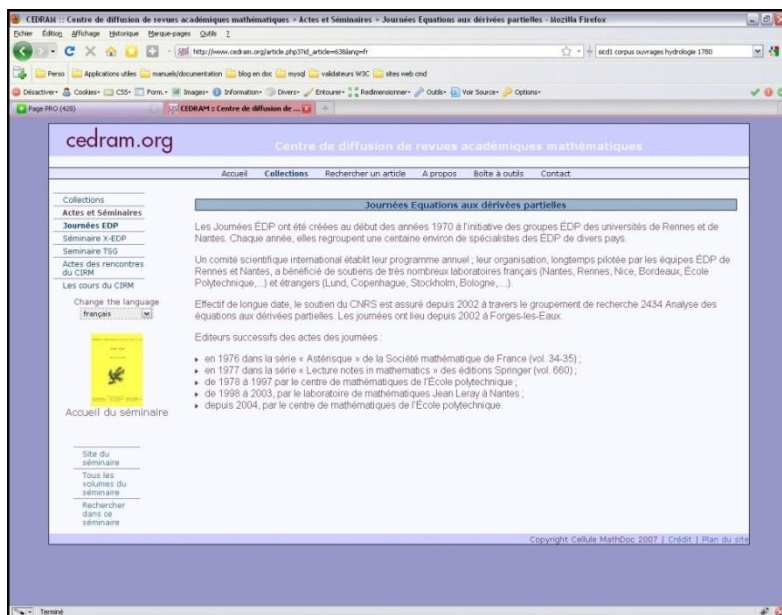 CEDRAM :: Centre de diffusion de revues académiques mathématiques - Actes et Séminaires - Journées Equations aux dérivées partielles - Mozilla Firefox
Fichier Édition Affichage Historique Marque-pages Outils ?
http://www.cedram.org/article.php3?id_article=63&lang=fr
sicd1 corpus ouvrages hydrologie 1780
Perso Applications utiles manuels/documentation blog en doc mysql validateurs W3C sites web cmd
Désactiver Cookies CSS Form. Images Information Divers Entourer Redimensionner Outils Voir Source Options
Page PRO (428) CEDRAM :: Centre de diffusion de ...
cedram.org
Centre de diffusion de revues académiques mathématiques
Accueil Collections Rechercher un article A propos Boîte à outils Contact
Collections
Actes et Séminaires
Journées EDP
Séminaire X-EDP
Seminaire TSG
Actes des rencontres
du CIRM
Les cours du CIRM
Change the language
français
Accueil du séminaire
Site du
séminaire
Tous les
volumes du
séminaire
Rechercher
dans ce
séminaire
Journées Equations aux dérivées partielles
Les Journées ÉDP ont été créées au début des années 1970 à l'initiative des groupes ÉDP des universités de Rennes et de
Nantes. Chaque année, elles regroupent une centaine environ de spécialistes des ÉDP de divers pays.
Un comité scientifique international établit leur programme annuel ; leur organisation, longtemps pilotée par les équipes ÉDP de
Rennes et Nantes, a bénéficié de soutiens de très nombreux laboratoires français (Nantes, Rennes, Nice, Bordeaux, École
Polytechnique,...) et étrangers (Lund, Copenhague, Stockholm, Bologne,...).
Effectif de longue date, le soutien du CNRS est assuré depuis 2002 à travers le groupement de recherche 2434 Analyse des
équations aux dérivées partielles. Les journées ont lieu depuis 2002 à Forges-les-Eaux.
Editeurs successifs des actes des journées :
en 1976 dans la série « Astérisque » de la Société mathématique de France (vol. 34-35) ;
en 1977 dans la série « Lecture notes in mathematics » des éditions Springer (vol. 660) ;
de 1978 à 1997 par le centre de mathématiques de l'École polytechnique ;
de 1998 à 2003, par le laboratoire de mathématiques Jean Leray à Nantes ;
depuis 2004, par le centre de mathématiques de l'École polytechnique.
Copyright Cellule MathDoc 2007 | Crédit | Plan du site
Terminé